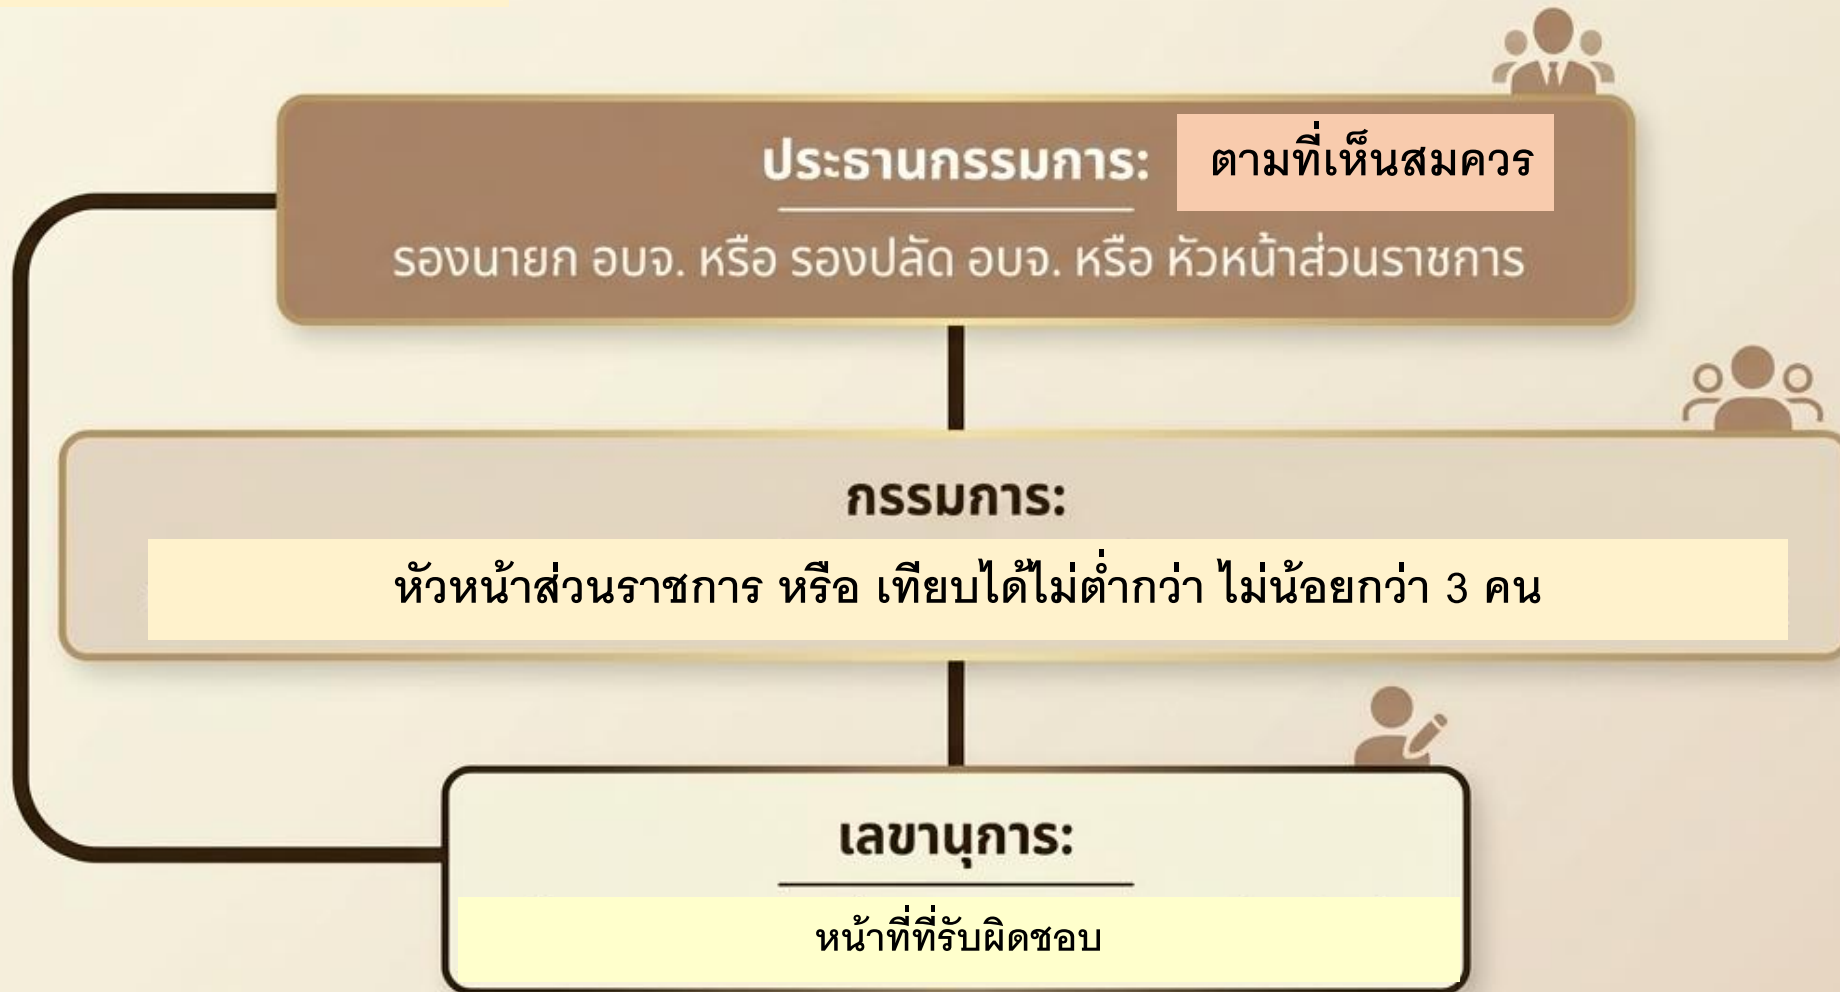 ประธานกรรมการ: ตามที่เห็นสมควร
รองนายก อบจ. หรือ รองปลัด อบจ. หรือ หัวหน้าส่วนราชการ
กรรมการ:
หัวหน้าส่วนราชการ หรือ เทียบได้ไม่ต่ำกว่า ไม่น้อยกว่า 3 คน
เลขานุการ:
หน้าที่ที่รับผิดชอบ